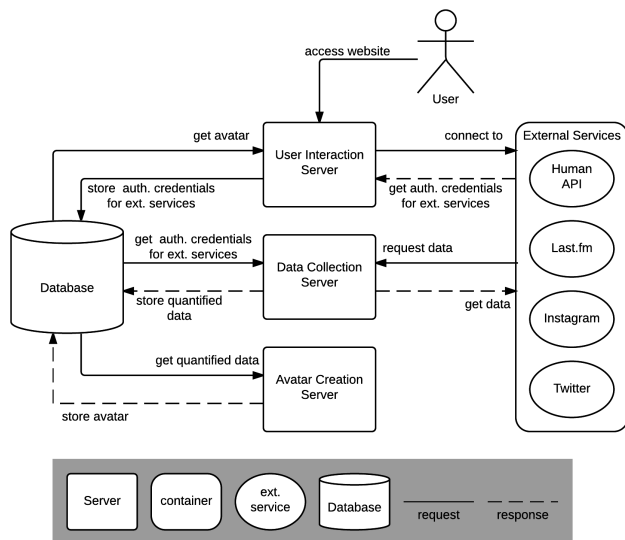 access website
User
get avatar
User Interaction
Server
connect to
External Services
store auth. credentials
for ext. services
get auth. credentials
for ext. services
Human
API
get auth. credentials
for ext. services
request data
Last.fm
Database
Data Collection
Server
store quantified
data
get data
Instagram
get quantified data
Avatar Creation
Server
Twitter
store avatar
Server
container
ext.
service
Database
request
response